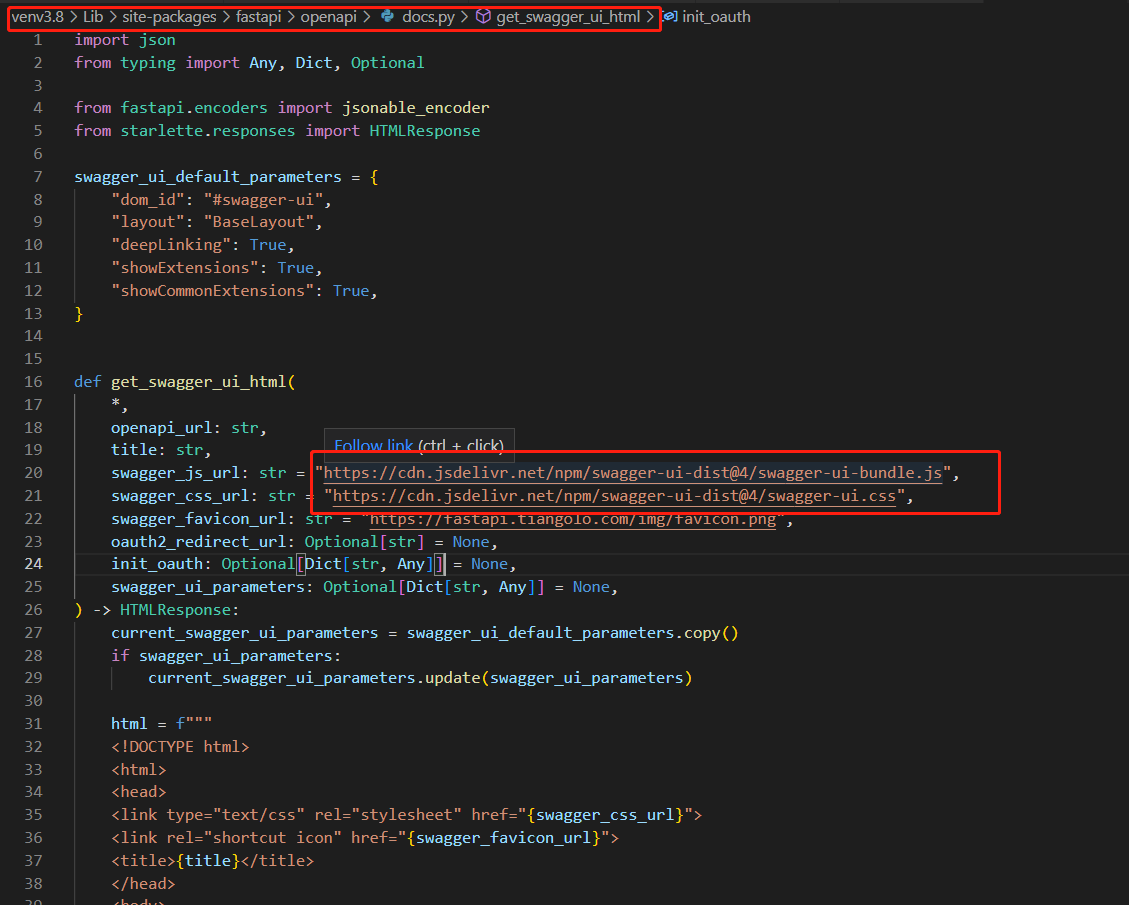 venv3.8 > Lib > site-packages > fastapi > openapi > docs.py > get_swagger_ui_html > init_oauth
1 import json
2 from typing import Any, Dict, Optional
3
4 from fastapi.encoders import jsonable_encoder
5 from starlette.responses import HTMLResponse
6
7 swagger_ui_default_parameters = {
8 "dom_id": "#swagger-ui",
9 "layout": "BaseLayout",
10 "deepLinking": True,
11 "showExtensions": True,
12 "showCommonExtensions": True,
13 }
14
15
16 def get_swagger_ui_html(
17 *,
18 openapi_url: str,
Follow link (ctrl + click)
19 title: str,
20 swagger_js_url: str = "https://cdn.jsdelivr.net/npm/swagger-ui-dist@4/swagger-ui-bundle.js",
21 swagger_css_url: str = "https://cdn.jsdelivr.net/npm/swagger-ui-dist@4/swagger-ui.css",
22 swagger_favicon_url: str = "https://fastapi.tiangolo.com/img/favicon.png",
23 oauth2_redirect_url: Optional[str] = None,
24 init_oauth: Optional[Dict[str, Any]] = None,
25 swagger_ui_parameters: Optional[Dict[str, Any]] = None,
26 ) -> HTMLResponse:
27 current_swagger_ui_parameters = swagger_ui_default_parameters.copy()
28 if swagger_ui_parameters:
29 current_swagger_ui_parameters.update(swagger_ui_parameters)
30
31 html = f"""
32 <!DOCTYPE html>
33 <html>
34 <head>
35 <link type="text/css" rel="stylesheet" href="{swagger_css_url}">
36 <link rel="shortcut icon" href="{swagger_favicon_url}">
37 <title>{title}</title>
38 </head>
39 <body>